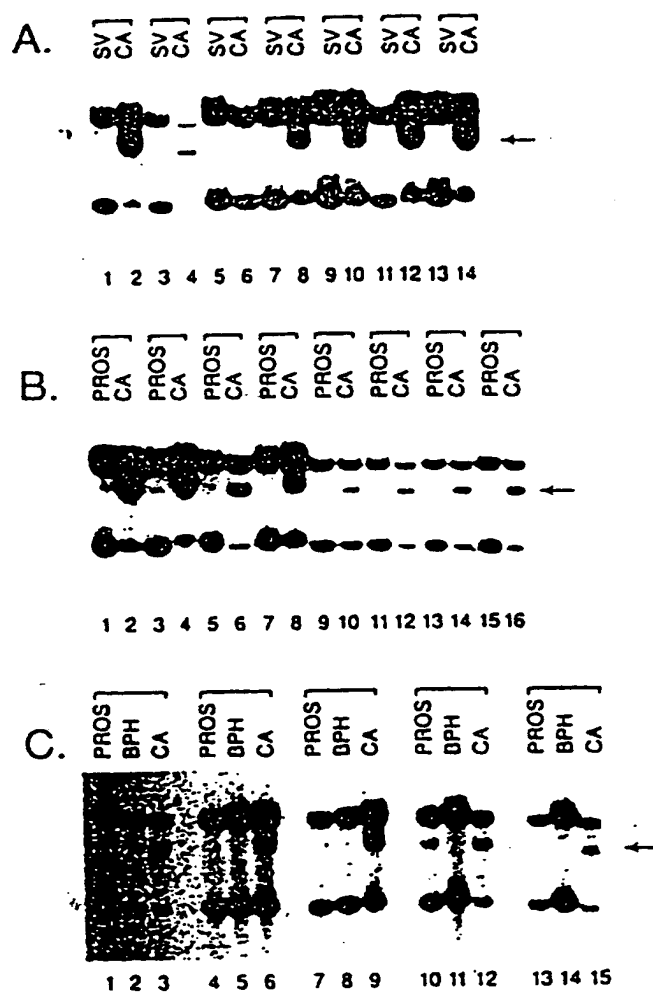 A.
SV CA SV CA SV CA SV CA SV CA SV CA SV CA
1 2 3 4 5 6 7 8 9 10 11 12 13 14
B.
PROS CA PROS CA PROS CA PROS CA PROS CA PROS CA PROS CA PROS CA
1 2 3 4 5 6 7 8 9 10 11 12 13 14 15 16
C.
PROS BPH CA PROS BPH CA PROS BPH CA PROS BPH CA PROS BPH CA
1 2 3 4 5 6 7 8 9 10 11 12 13 14 15